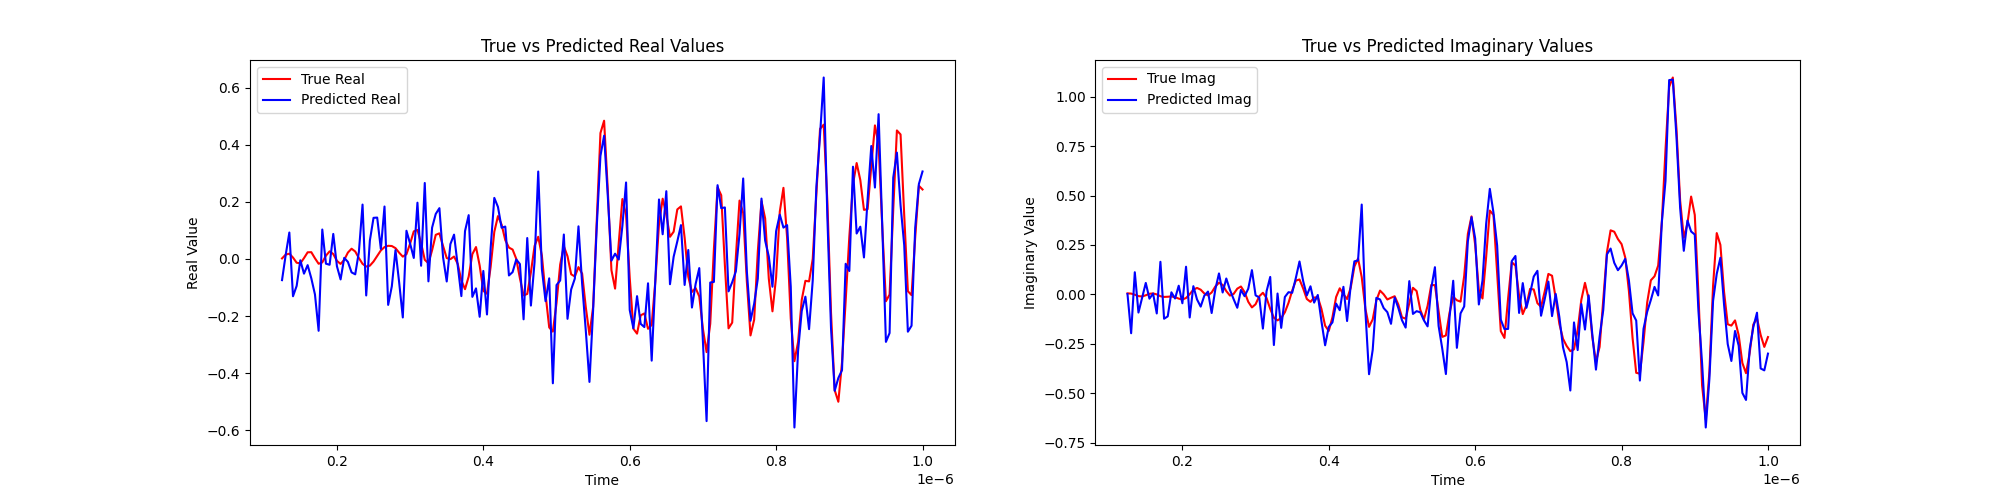 True vs Predicted Real Values
True Real
Predicted Real
Real Value
0.6
0.4
0.2
0.0
−0.2
−0.4
−0.6
0.2
0.4
0.6
0.8
1.0
1e−6
Time
True vs Predicted Imaginary Values
True Imag
Predicted Imag
Imaginary Value
1.00
0.75
0.50
0.25
0.00
−0.25
−0.50
−0.75
0.2
0.4
0.6
0.8
1.0
1e−6
Time